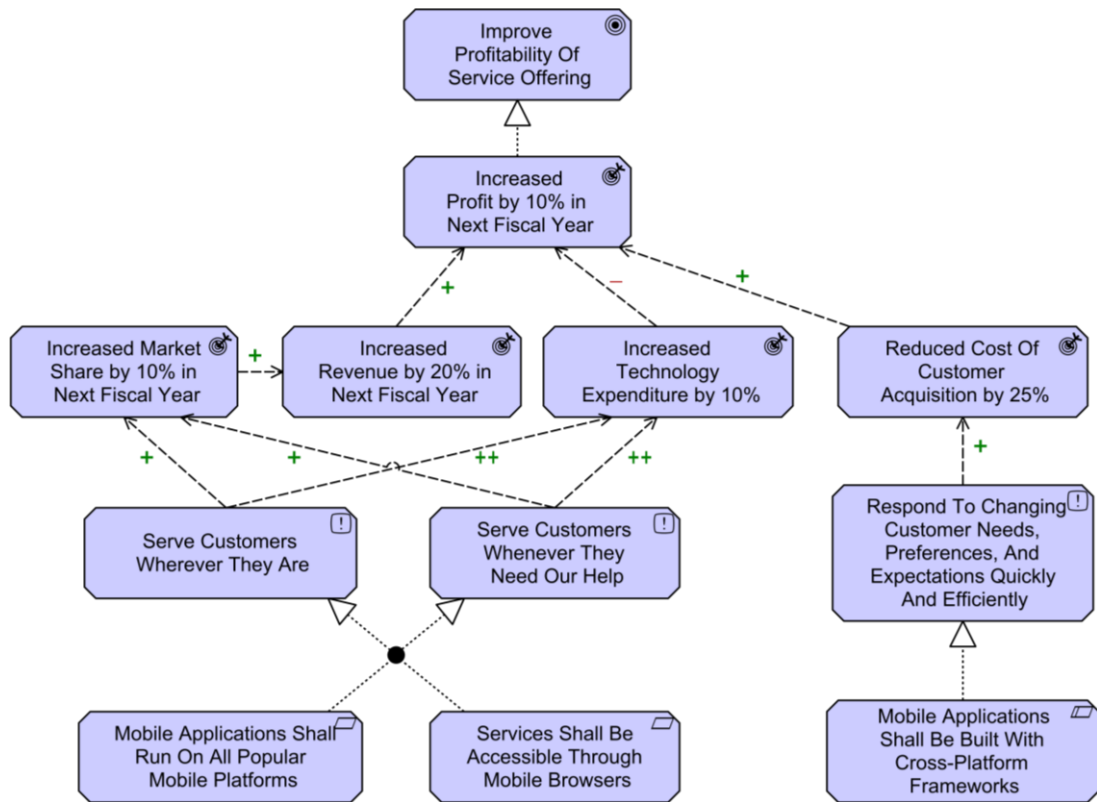 Improve
Profitability Of
Service Offering
Increased
Profit by 10% in
Next Fiscal Year
+
–
+
Increased Market
Share by 10% in
Next Fiscal Year
+
Increased
Revenue by 20% in
Next Fiscal Year
Increased
Technology
Expenditure by 10%
Reduced Cost Of
Customer
Acquisition by 25%
+
+
++
++
+
Serve Customers
Wherever They Are
!
Serve Customers
Whenever They
Need Our Help
!
Respond To Changing
Customer Needs,
Preferences, And
Expectations Quickly
And Efficiently
!
Mobile Applications Shall
Run On All Popular
Mobile Platforms
Services Shall Be
Accessible Through
Mobile Browsers
Mobile Applications
Shall Be Built With
Cross-Platform
Frameworks